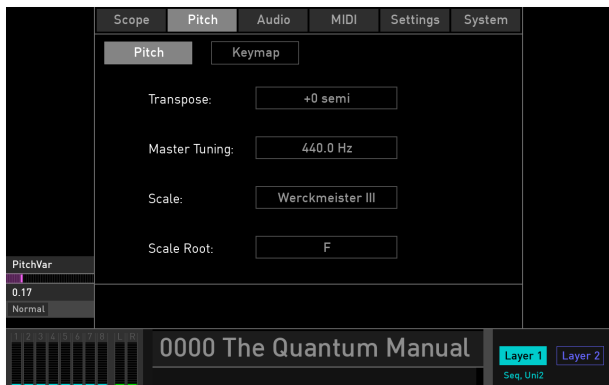 Scope Pitch Audio MIDI Settings System
Pitch Keymap
Transpose: +0 semi
Master Tuning: 440.0 Hz
Scale: Werckmeister III
Scale Root: F
PitchVar
0.17
Normal
1 2 3 4 5 6 7 8 L R
0000 The Quantum Manual
Layer 1 Layer 2
Seq, Uni2